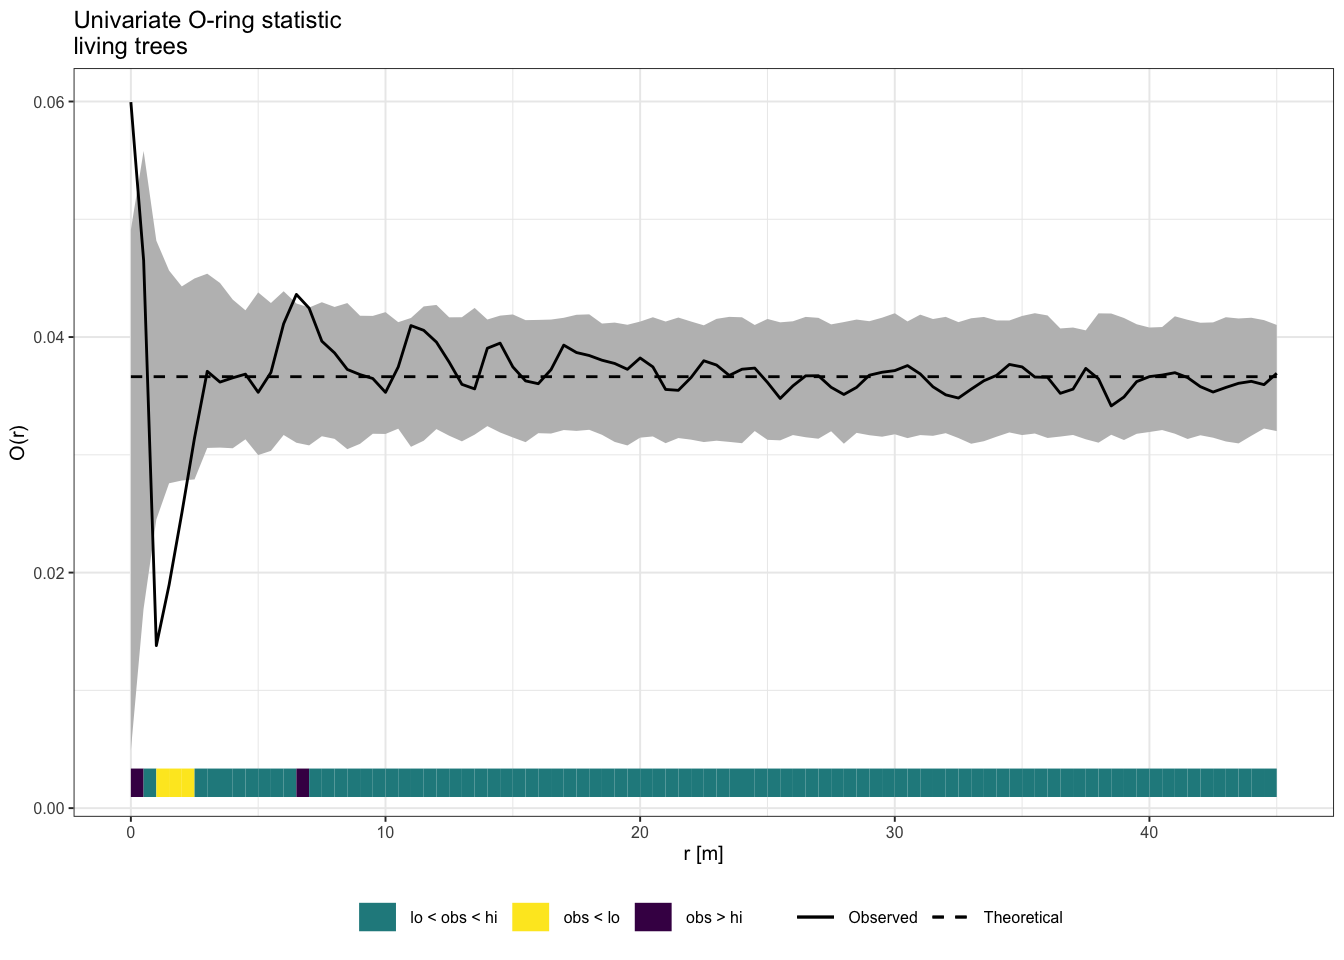 Univariate O-ring statistic
living trees
0.06
0.04
0.02
0.00
O(r)
0 10 20 30 40
r [m]
lo < obs < hi obs < lo obs > hi Observed Theoretical